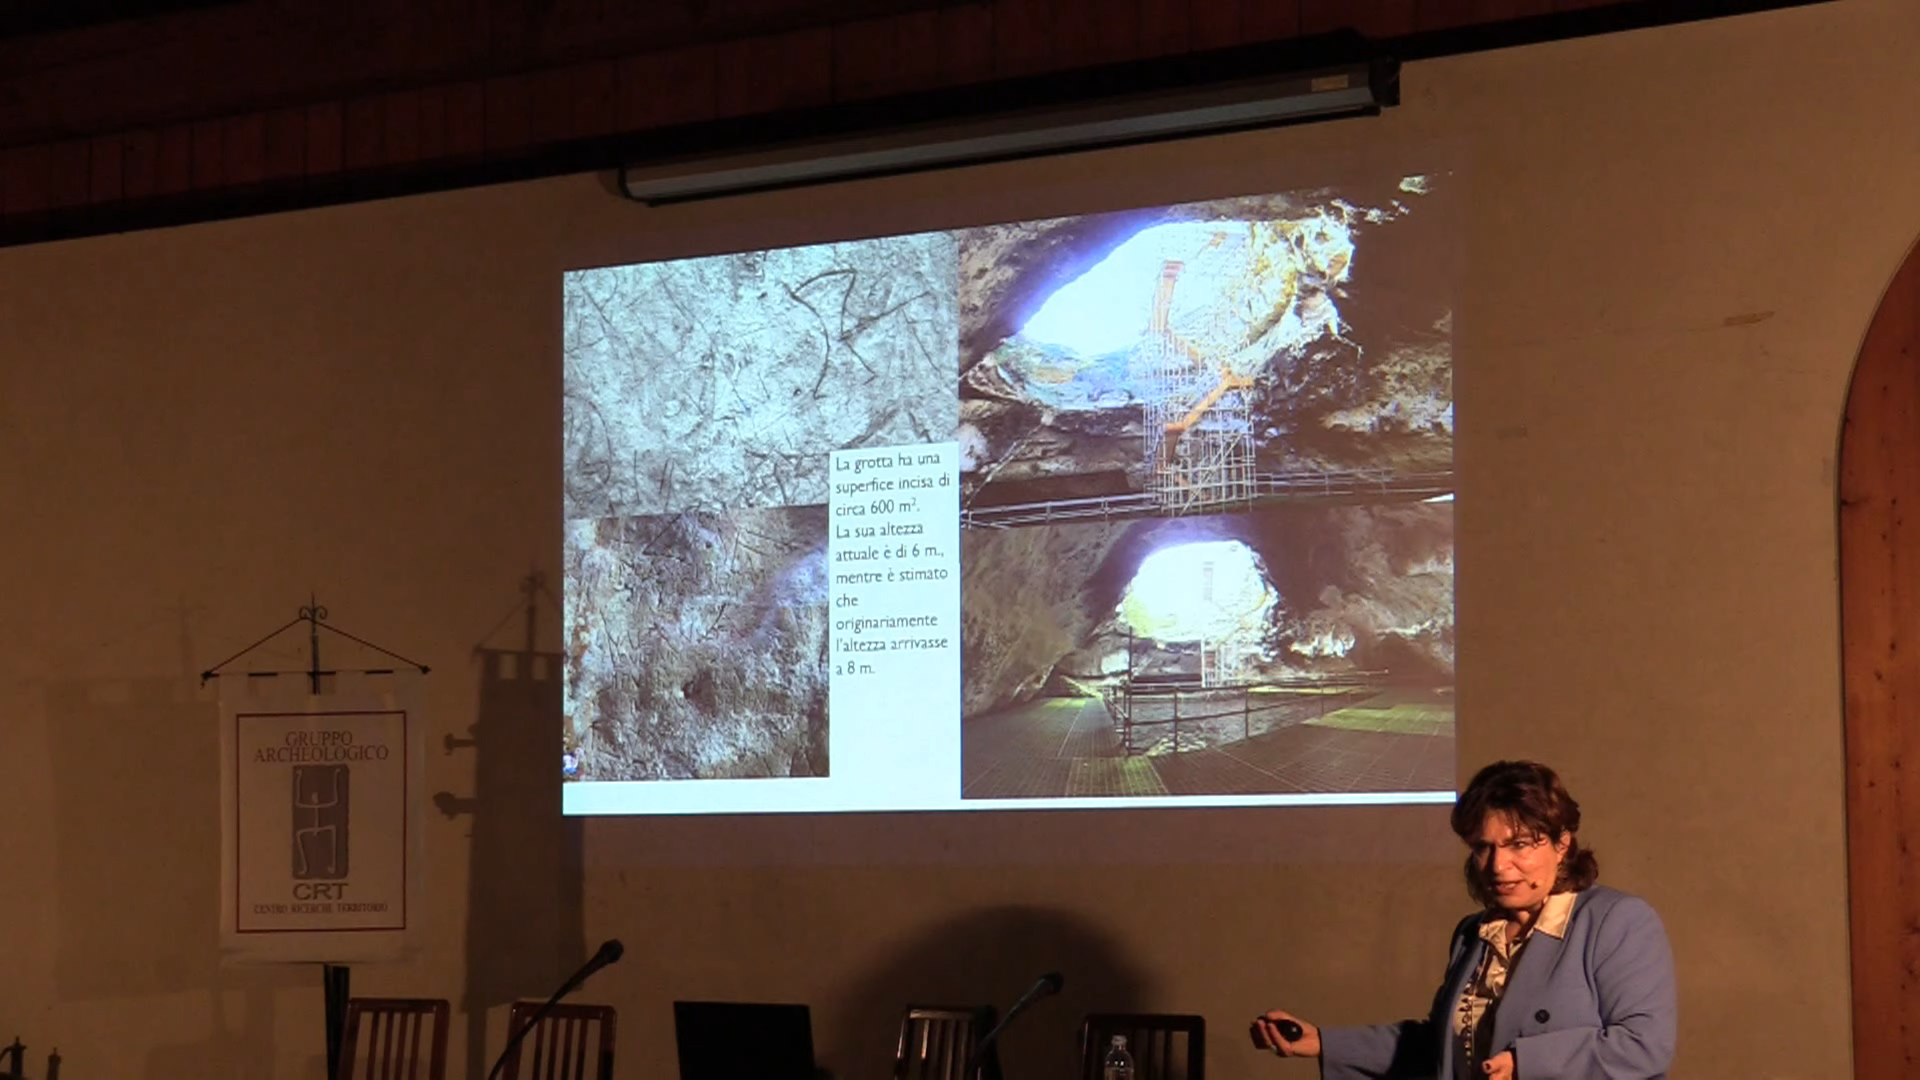 La grotta ha una
superfice incisa di
circa 600 m².
La sua altezza
attuale è di 6 m.,
mentre è stimato
che
originariamente
l'altezza arrivasse
a 8 m.
GRUPPO
ARCHEOLOGICO
CRT
CENTRO RICERCHE TERRITORIO